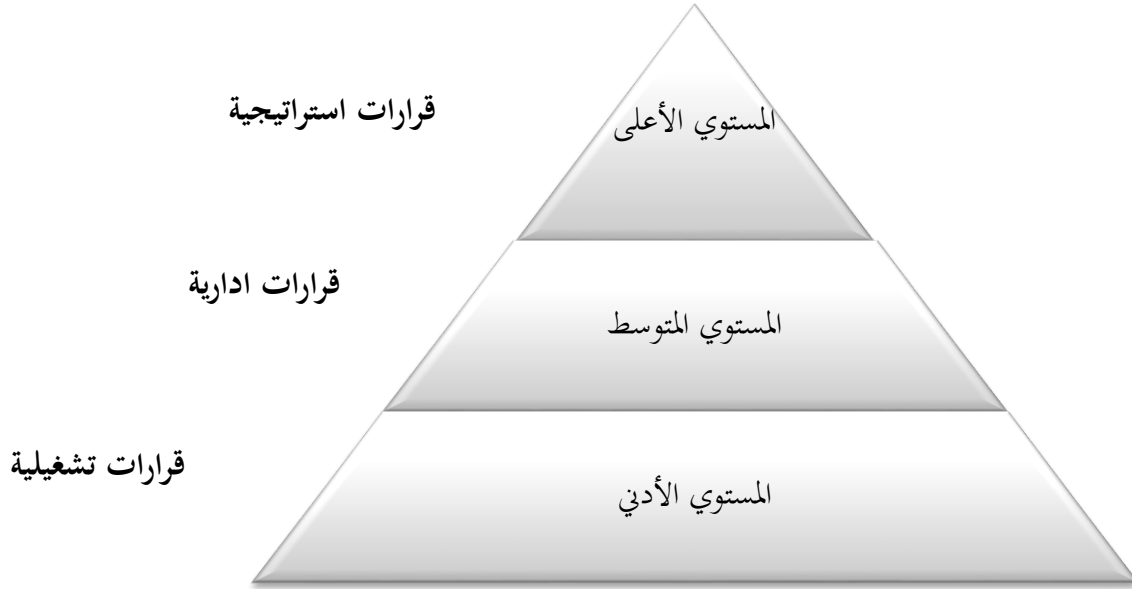 قرارات استراتيجية
المستوي الأعلى
قرارات ادارية
المستوي المتوسط
قرارات تشغيلية
المستوي الأدني